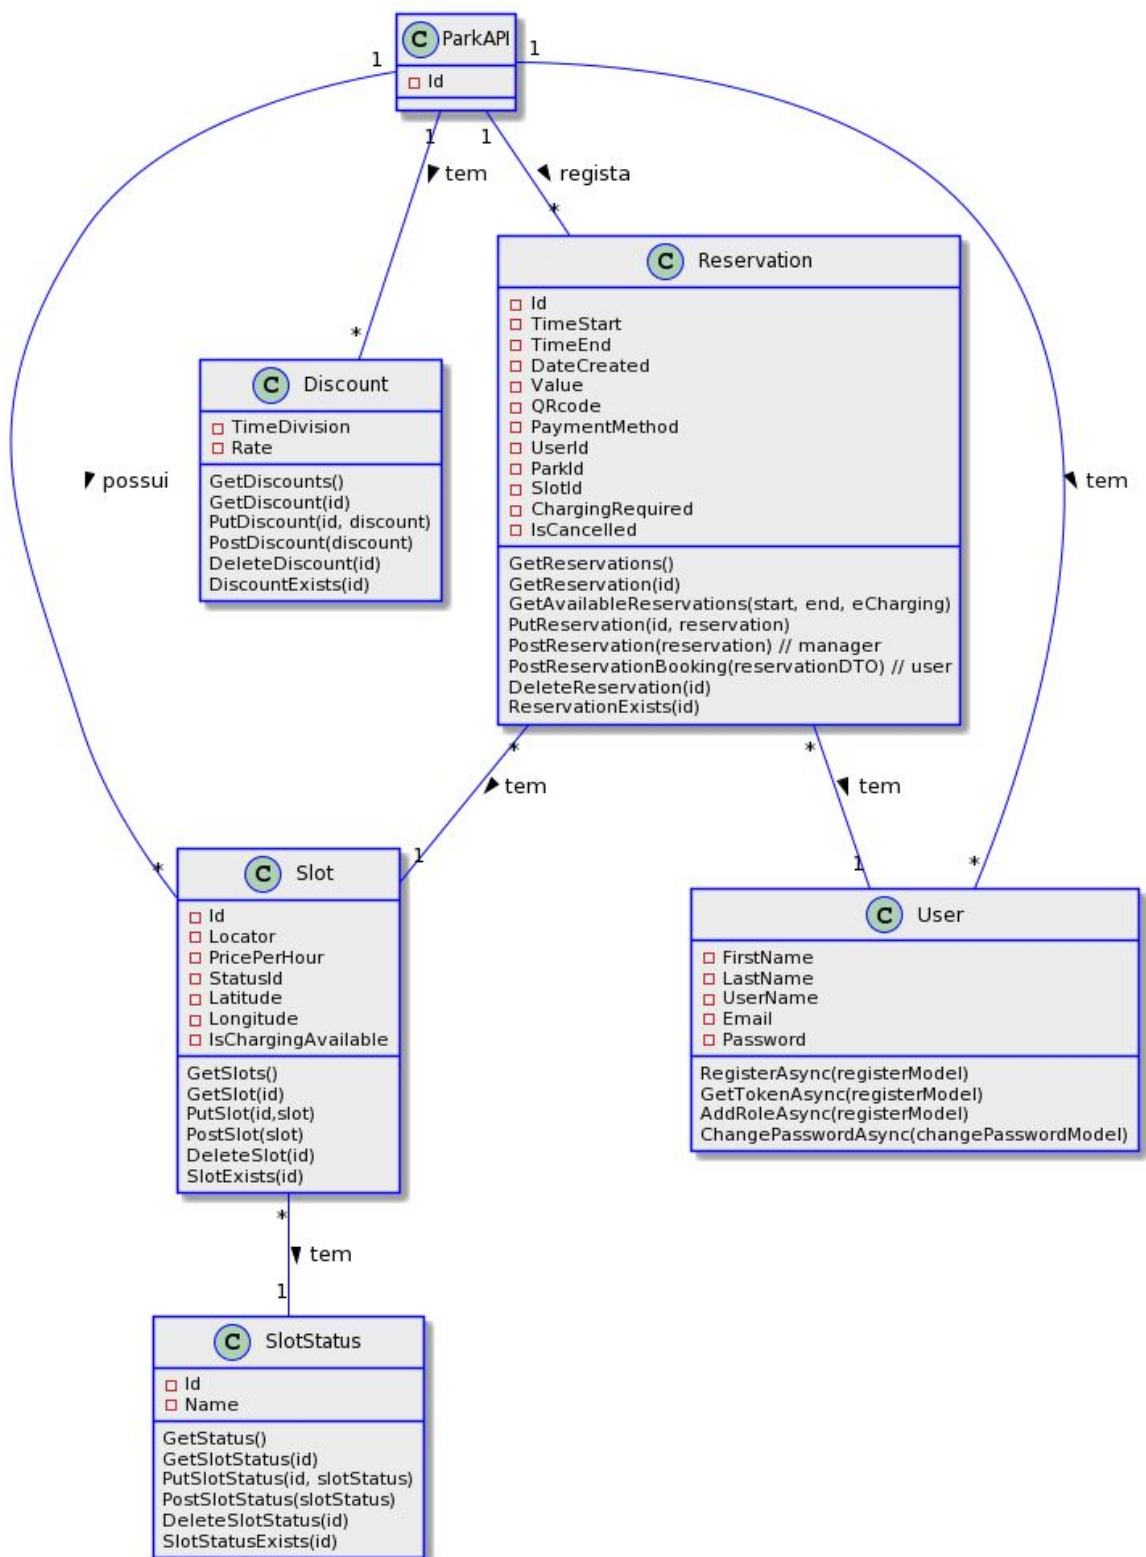 C ParkAPI
Id
1
1
1
1
tem
regista
*
*
C Reservation
Id
TimeStart
TimeEnd
DateCreated
Value
QRcode
PaymentMethod
UserId
ParkId
SlotId
ChargingRequired
IsCancelled
GetReservations()
GetReservation(id)
GetAvailableReservations(start, end, eCharging)
PutReservation(id, reservation)
PostReservation(reservation) // manager
PostReservationBooking(reservationDTO) // user
DeleteReservation(id)
ReservationExists(id)
C Discount
TimeDivision
Rate
GetDiscounts()
GetDiscount(id)
PutDiscount(id, discount)
PostDiscount(discount)
DeleteDiscount(id)
DiscountExists(id)
possui
tem
*
*
tem
tem
*
1
1
*
C Slot
Id
Locator
PricePerHour
StatusId
Latitude
Longitude
IsChargingAvailable
GetSlots()
GetSlot(id)
PutSlot(id,slot)
PostSlot(slot)
DeleteSlot(id)
SlotExists(id)
C User
FirstName
LastName
UserName
Email
Password
RegisterAsync(registerModel)
GetTokenAsync(registerModel)
AddRoleAsync(registerModel)
ChangePasswordAsync(changePasswordModel)
*
tem
1
C SlotStatus
Id
Name
GetStatus()
GetSlotStatus(id)
PutSlotStatus(id, slotStatus)
PostSlotStatus(slotStatus)
DeleteSlotStatus(id)
SlotStatusExists(id)